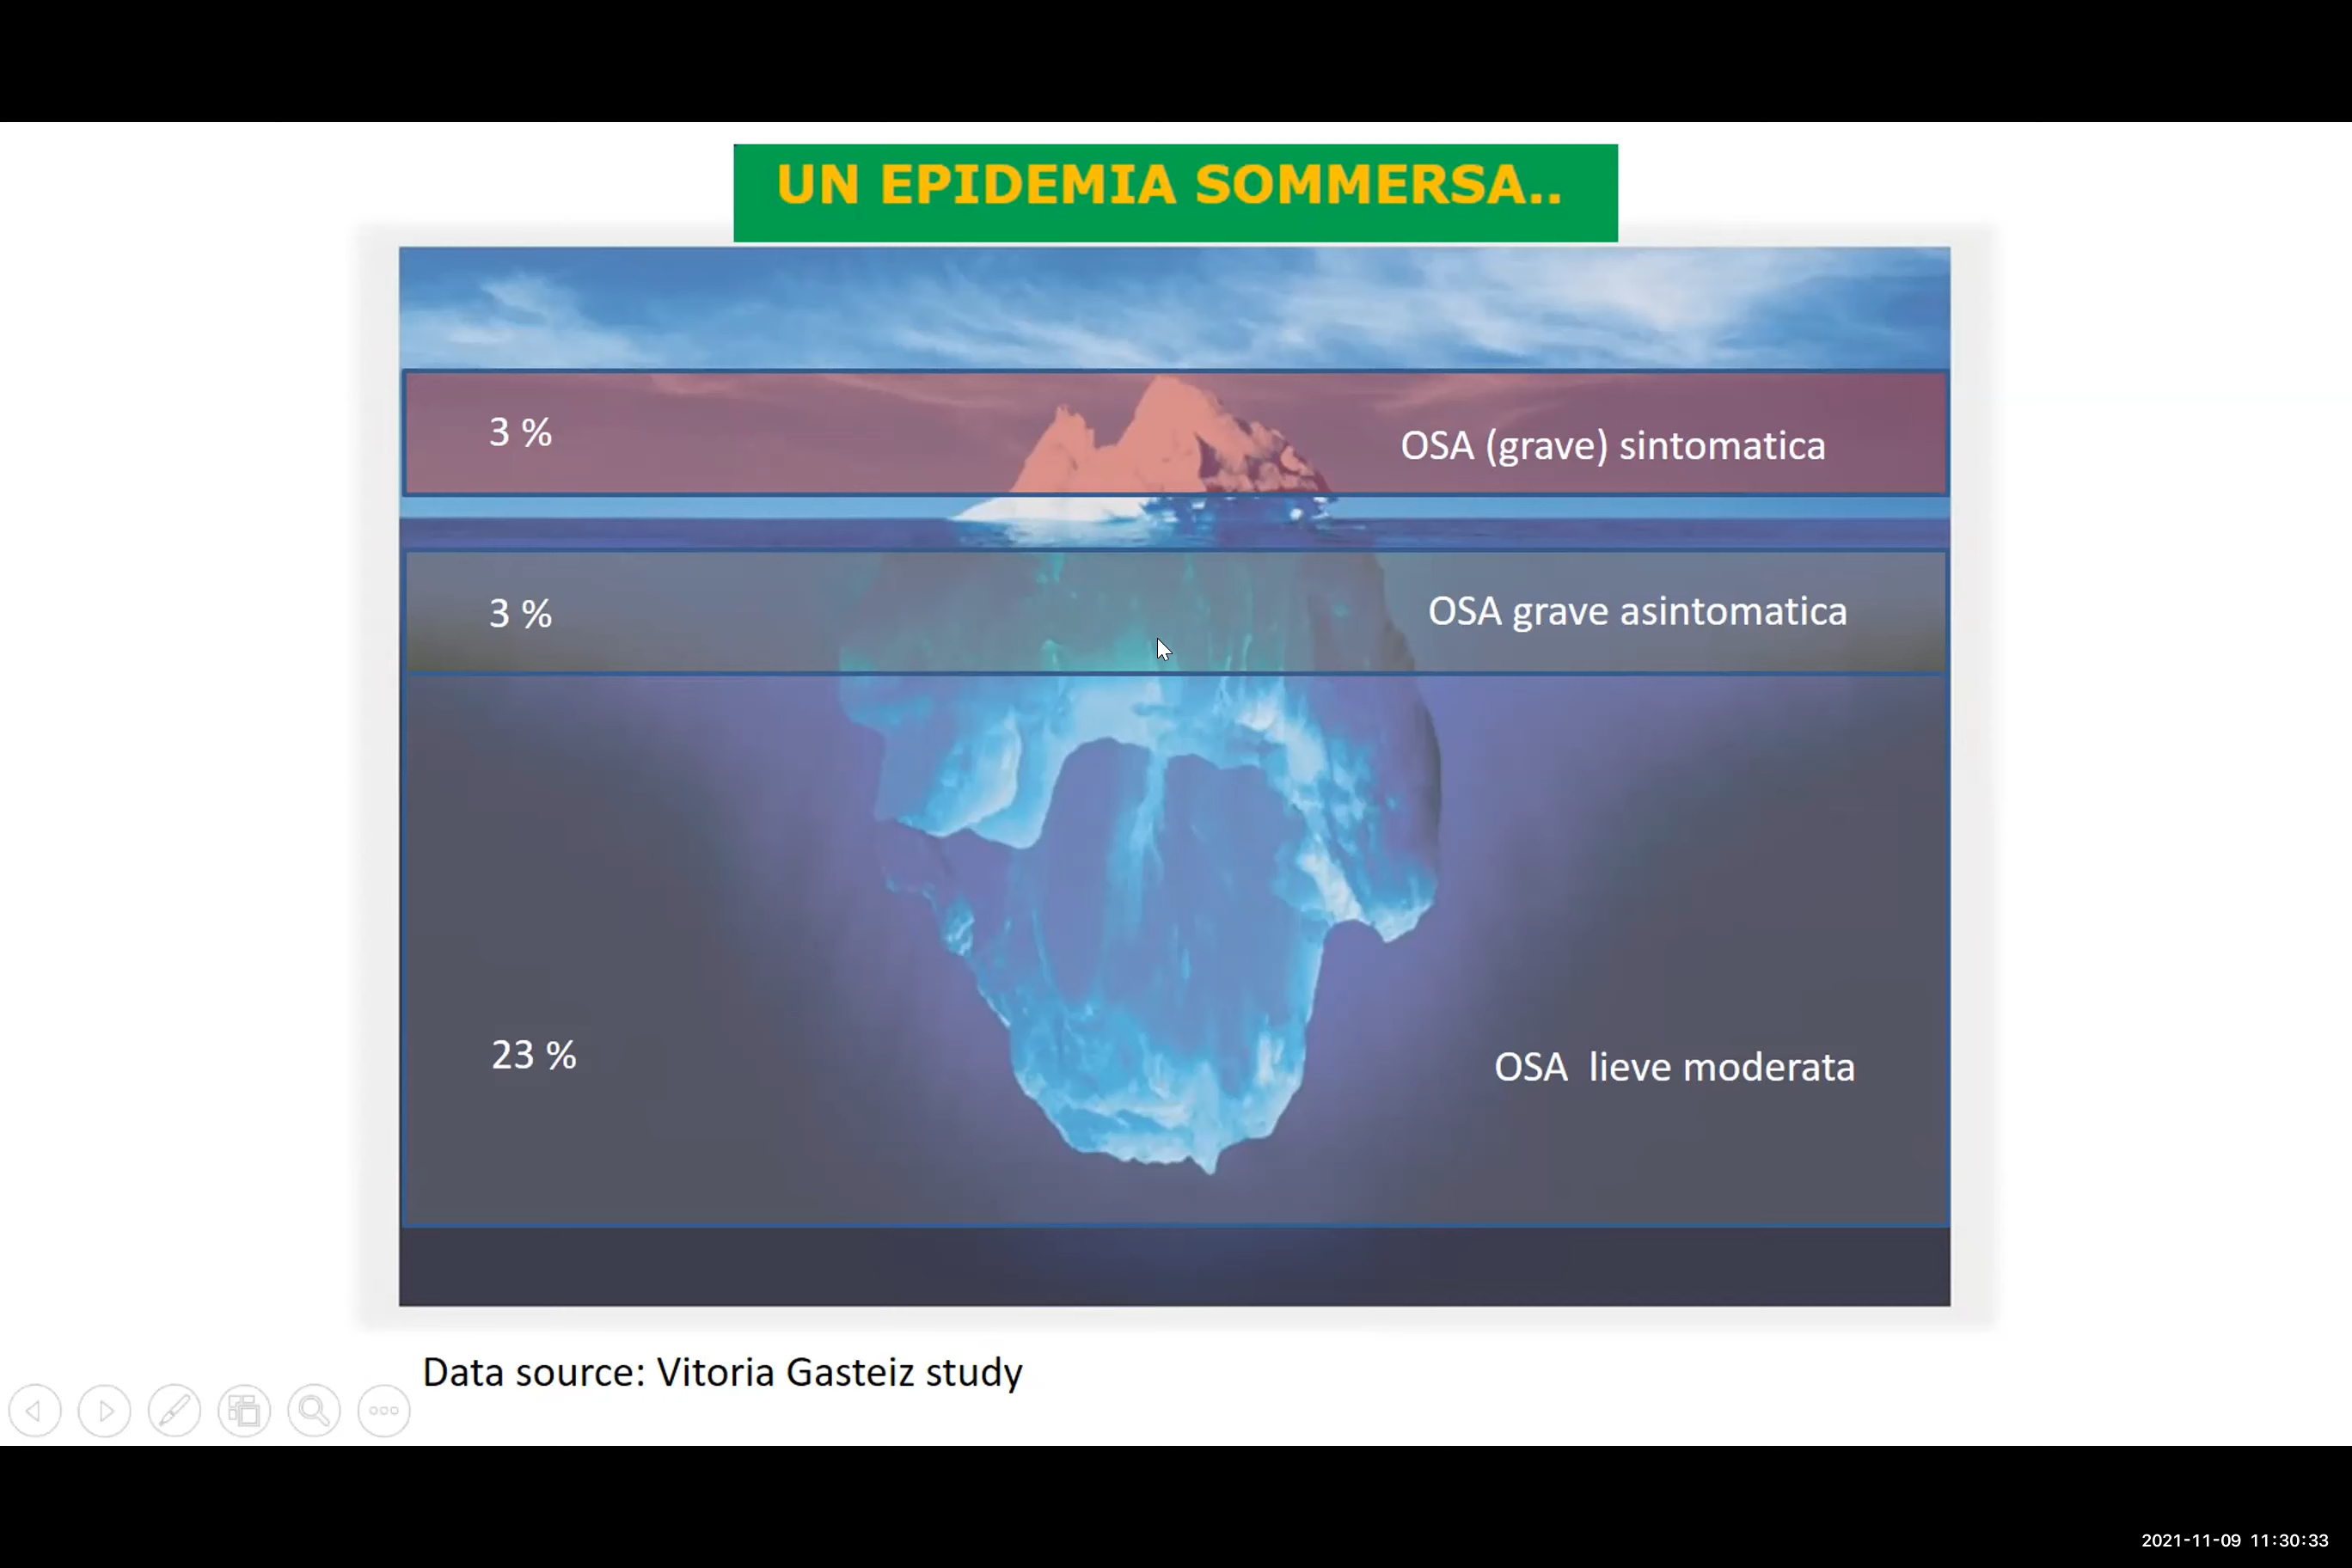 UN EPIDEMIA SOMMERSA..
3 %
OSA (grave) sintomatica
3 %
OSA grave asintomatica
23 %
OSA  lieve moderata
Data source: Vitoria Gasteiz study
2021-11-09 11:30:33